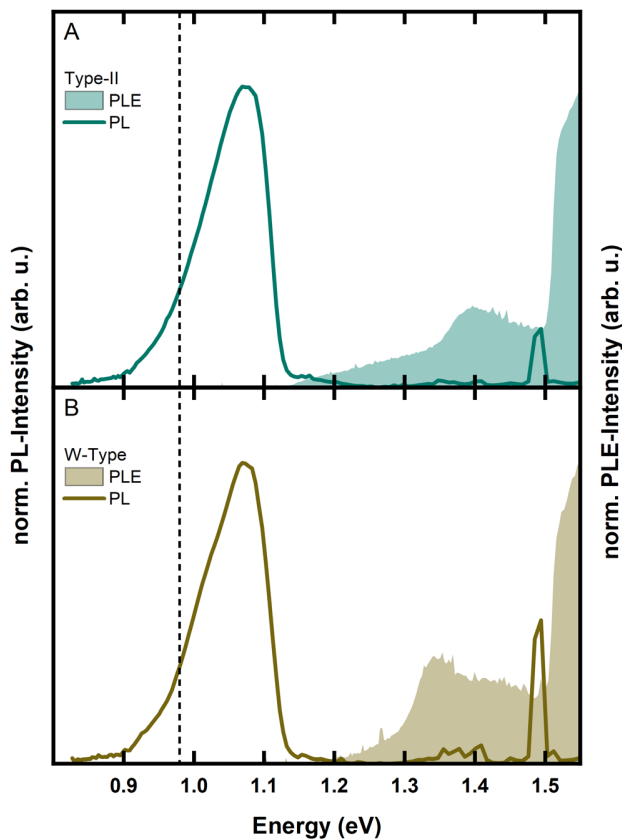 A
Type-II
PLE
PL
B
W-Type
PLE
PL
norm. PL-Intensity (arb. u.)
norm. PLE-Intensity (arb. u.)
0.9 1.0 1.1 1.2 1.3 1.4 1.5
Energy (eV)